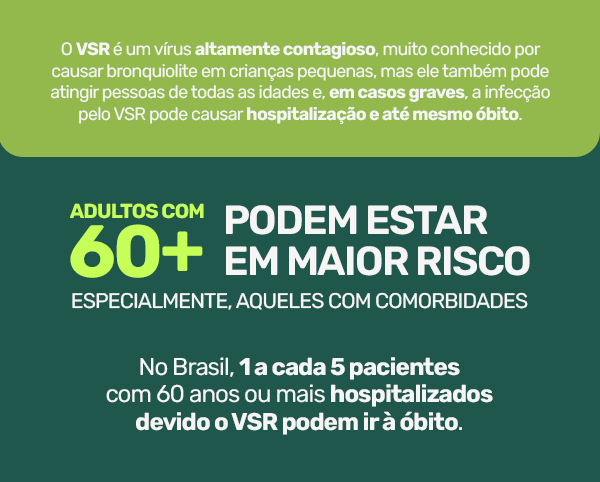 O VSR é um vírus altamente contagioso, muito conhecido por
causar bronquiolite em crianças pequenas, mas ele também pode
atingir pessoas de todas as idades e, em casos graves, a infecção
pelo VSR pode causar hospitalização e até mesmo óbito.
ADULTOS COM
60+
PODEM ESTAR
EM MAIOR RISCO
ESPECIALMENTE, AQUELES COM COMORBIDADES
No Brasil, 1 a cada 5 pacientes
com 60 anos ou mais hospitalizados
devido o VSR podem ir à óbito.